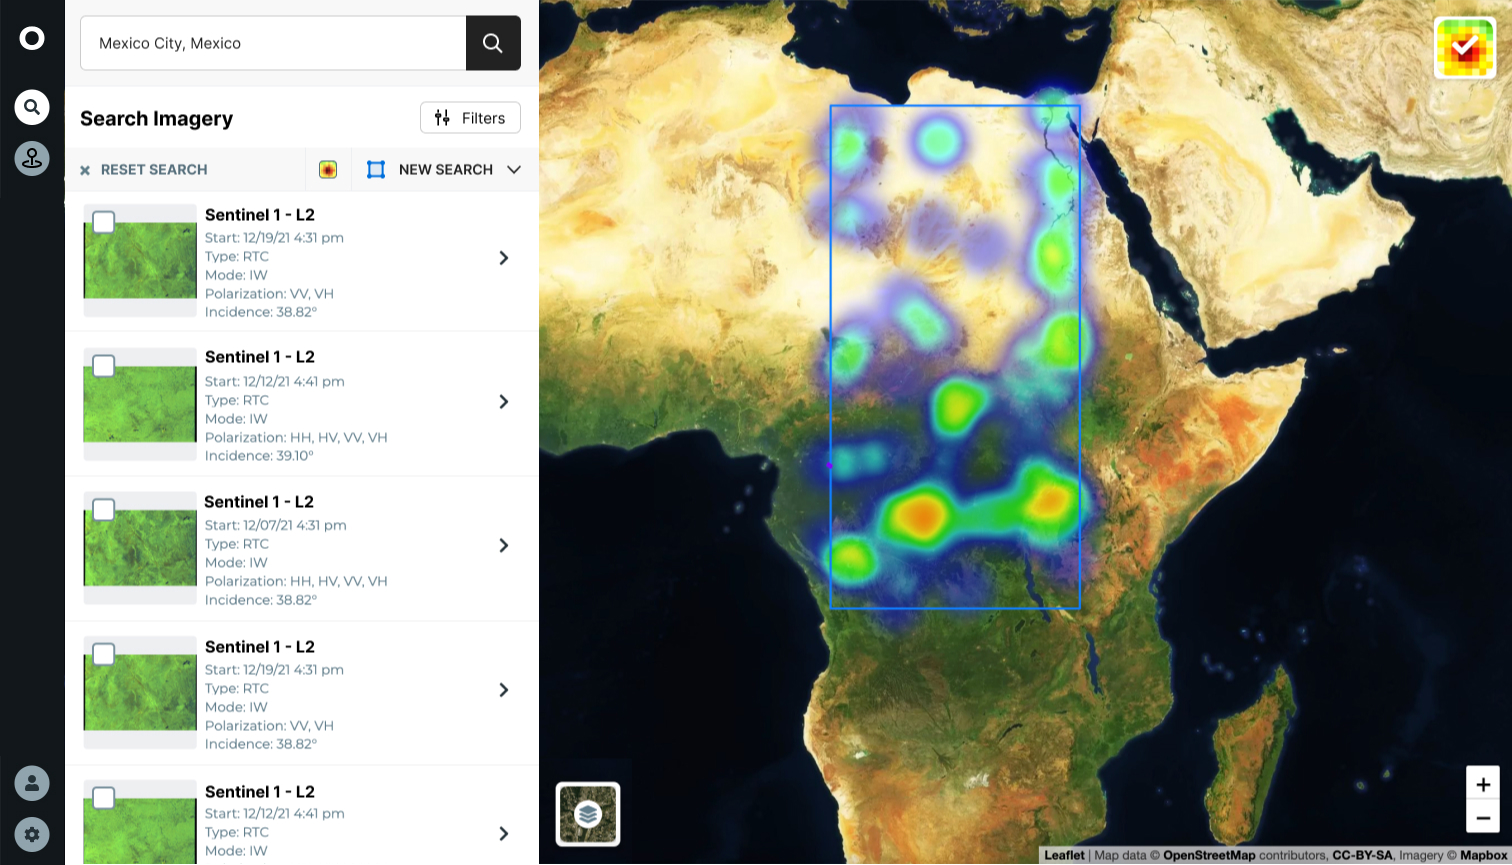 Mexico City, Mexico
Search Imagery
Filters
RESET SEARCH
NEW SEARCH
Sentinel 1 - L2
Start: 12/19/21 4:31 pm
Type: RTC
Mode: IW
Polarization: VV, VH
Incidence: 38.82°
Sentinel 1 - L2
Start: 12/12/21 4:41 pm
Type: RTC
Mode: IW
Polarization: HH, HV, VV, VH
Incidence: 39.10°
Sentinel 1 - L2
Start: 12/07/21 4:31 pm
Type: RTC
Mode: IW
Polarization: HH, HV, VV, VH
Incidence: 38.82°
Sentinel 1 - L2
Start: 12/19/21 4:31 pm
Type: RTC
Mode: IW
Polarization: VV, VH
Incidence: 38.82°
Sentinel 1 - L2
Start: 12/12/21 4:41 pm
Type: RTC
Mode: IW
+
−
Leaflet | Map data © OpenStreetMap contributors, CC-BY-SA, Imagery © Mapbox